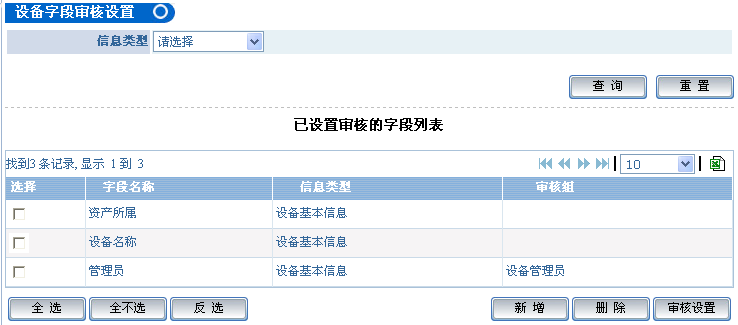 设备字段审核设置
信息类型 请选择
查 询 重 置
已设置审核的字段列表
找到3 条记录, 显示 1 到 3 10
选择 字段名称 信息类型 审核组
资产所属 设备基本信息
设备名称 设备基本信息
管理员 设备基本信息 设备管理员
全 选 全不选 反 选 新 增 删 除 审核设置